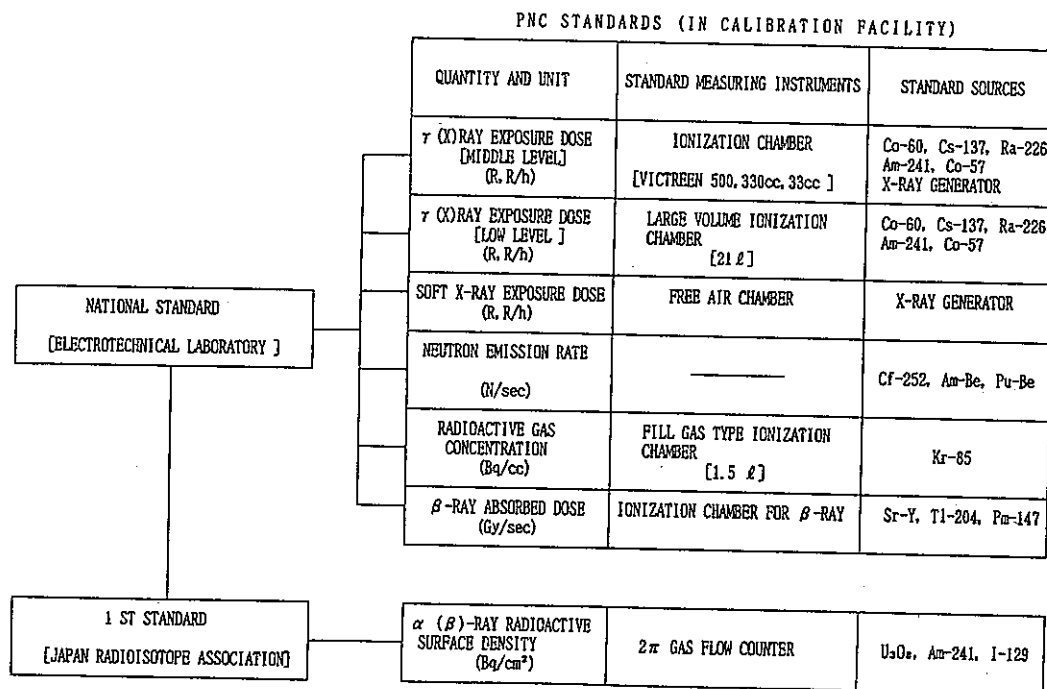 PNC STANDARDS (IN CALIBRATION FACILITY)
QUANTITY AND UNIT
STANDARD MEASURING INSTRUMENTS
STANDARD SOURCES
γ (X)RAY EXPOSURE DOSE
[MIDDLE LEVEL]
(R, R/h)
IONIZATION CHAMBER
[VICTREEN 500, 330cc, 33cc ]
Co-60, Cs-137, Ra-226
Am-241, Co-57
X-RAY GENERATOR
γ (X)RAY EXPOSURE DOSE
[LOW LEVEL ]
(R, R/h)
LARGE VOLUME IONIZATION
CHAMBER
[21 ℓ]
Co-60, Cs-137, Ra-226
Am-241, Co-57
SOFT X-RAY EXPOSURE DOSE
(R, R/h)
FREE AIR CHAMBER
X-RAY GENERATOR
NEUTRON EMISSION RATE
(N/sec)
Cf-252, Am-Be, Pu-Be
RADIOACTIVE GAS
CONCENTRATION
(Bq/cc)
FILL GAS TYPE IONIZATION
CHAMBER
[1.5 ℓ]
Kr-85
β-RAY ABSORBED DOSE
(Gy/sec)
IONIZATION CHAMBER FOR β-RAY
Sr-Y, Tl-204, Pm-147
NATIONAL STANDARD
[ELECTROTECHNICAL LABORATORY ]
1 ST STANDARD
[JAPAN RADIOISOTOPE ASSOCIATION]
α (β)-RAY RADIOACTIVE
SURFACE DENSITY
(Bq/cm²)
2π GAS FLOW COUNTER
U₃O₈, Am-241, I-129